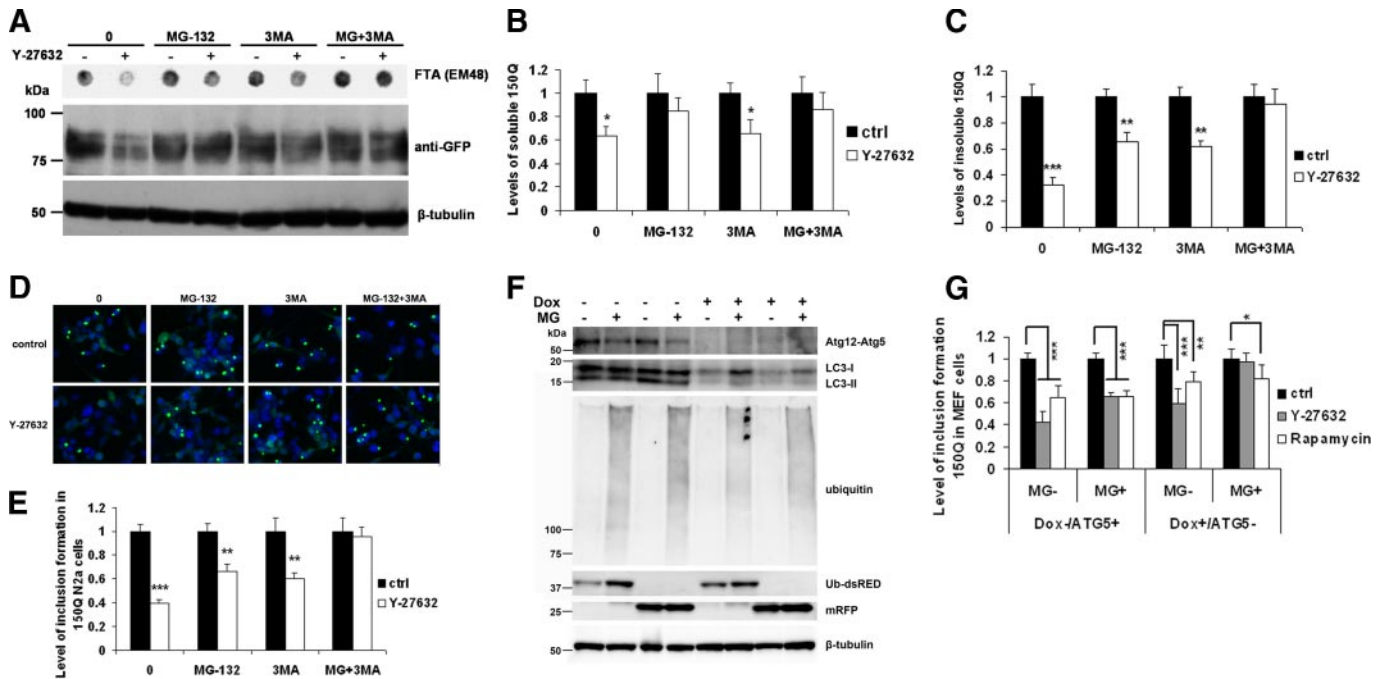 A
0 MG-132 3MA MG+3MA
Y-27632 - + - + - + - +
FTA (EM48)
kDa
100
75
anti-GFP
50
β-tubulin
B
Levels of soluble 150Q
1.2
1
0.8
0.6
0.4
0.2
0
* *
ctrl
Y-27632
0 MG-132 3MA MG+3MA
C
Levels of insoluble 150Q
1.2
1
0.8
0.6
0.4
0.2
0
*** ** **
ctrl
Y-27632
0 MG-132 3MA MG+3MA
D
0 MG-132 3MA MG-132+3MA
control
Y-27632
E
Level of inclusion formation in
150Q N2a cells
1.2
1
0.8
0.6
0.4
0.2
0
*** ** **
ctrl
Y-27632
0 MG-132 3MA MG+3MA
F
Dox - - - - + + + +
MG - + - + - + - +
kDa
50
Atg12-Atg5
20
15
LC3-I
LC3-II
ubiquitin
100
75
37
Ub-dsRED
25
mRFP
50
β-tubulin
G
Level of inclusion formation
150Q in MEF cells
1.2
1
0.8
0.6
0.4
0.2
0
*** *** *** ** *
ctrl
Y-27632
Rapamycin
MG- MG+ MG- MG+
Dox-/ATG5+ Dox+/ATG5-